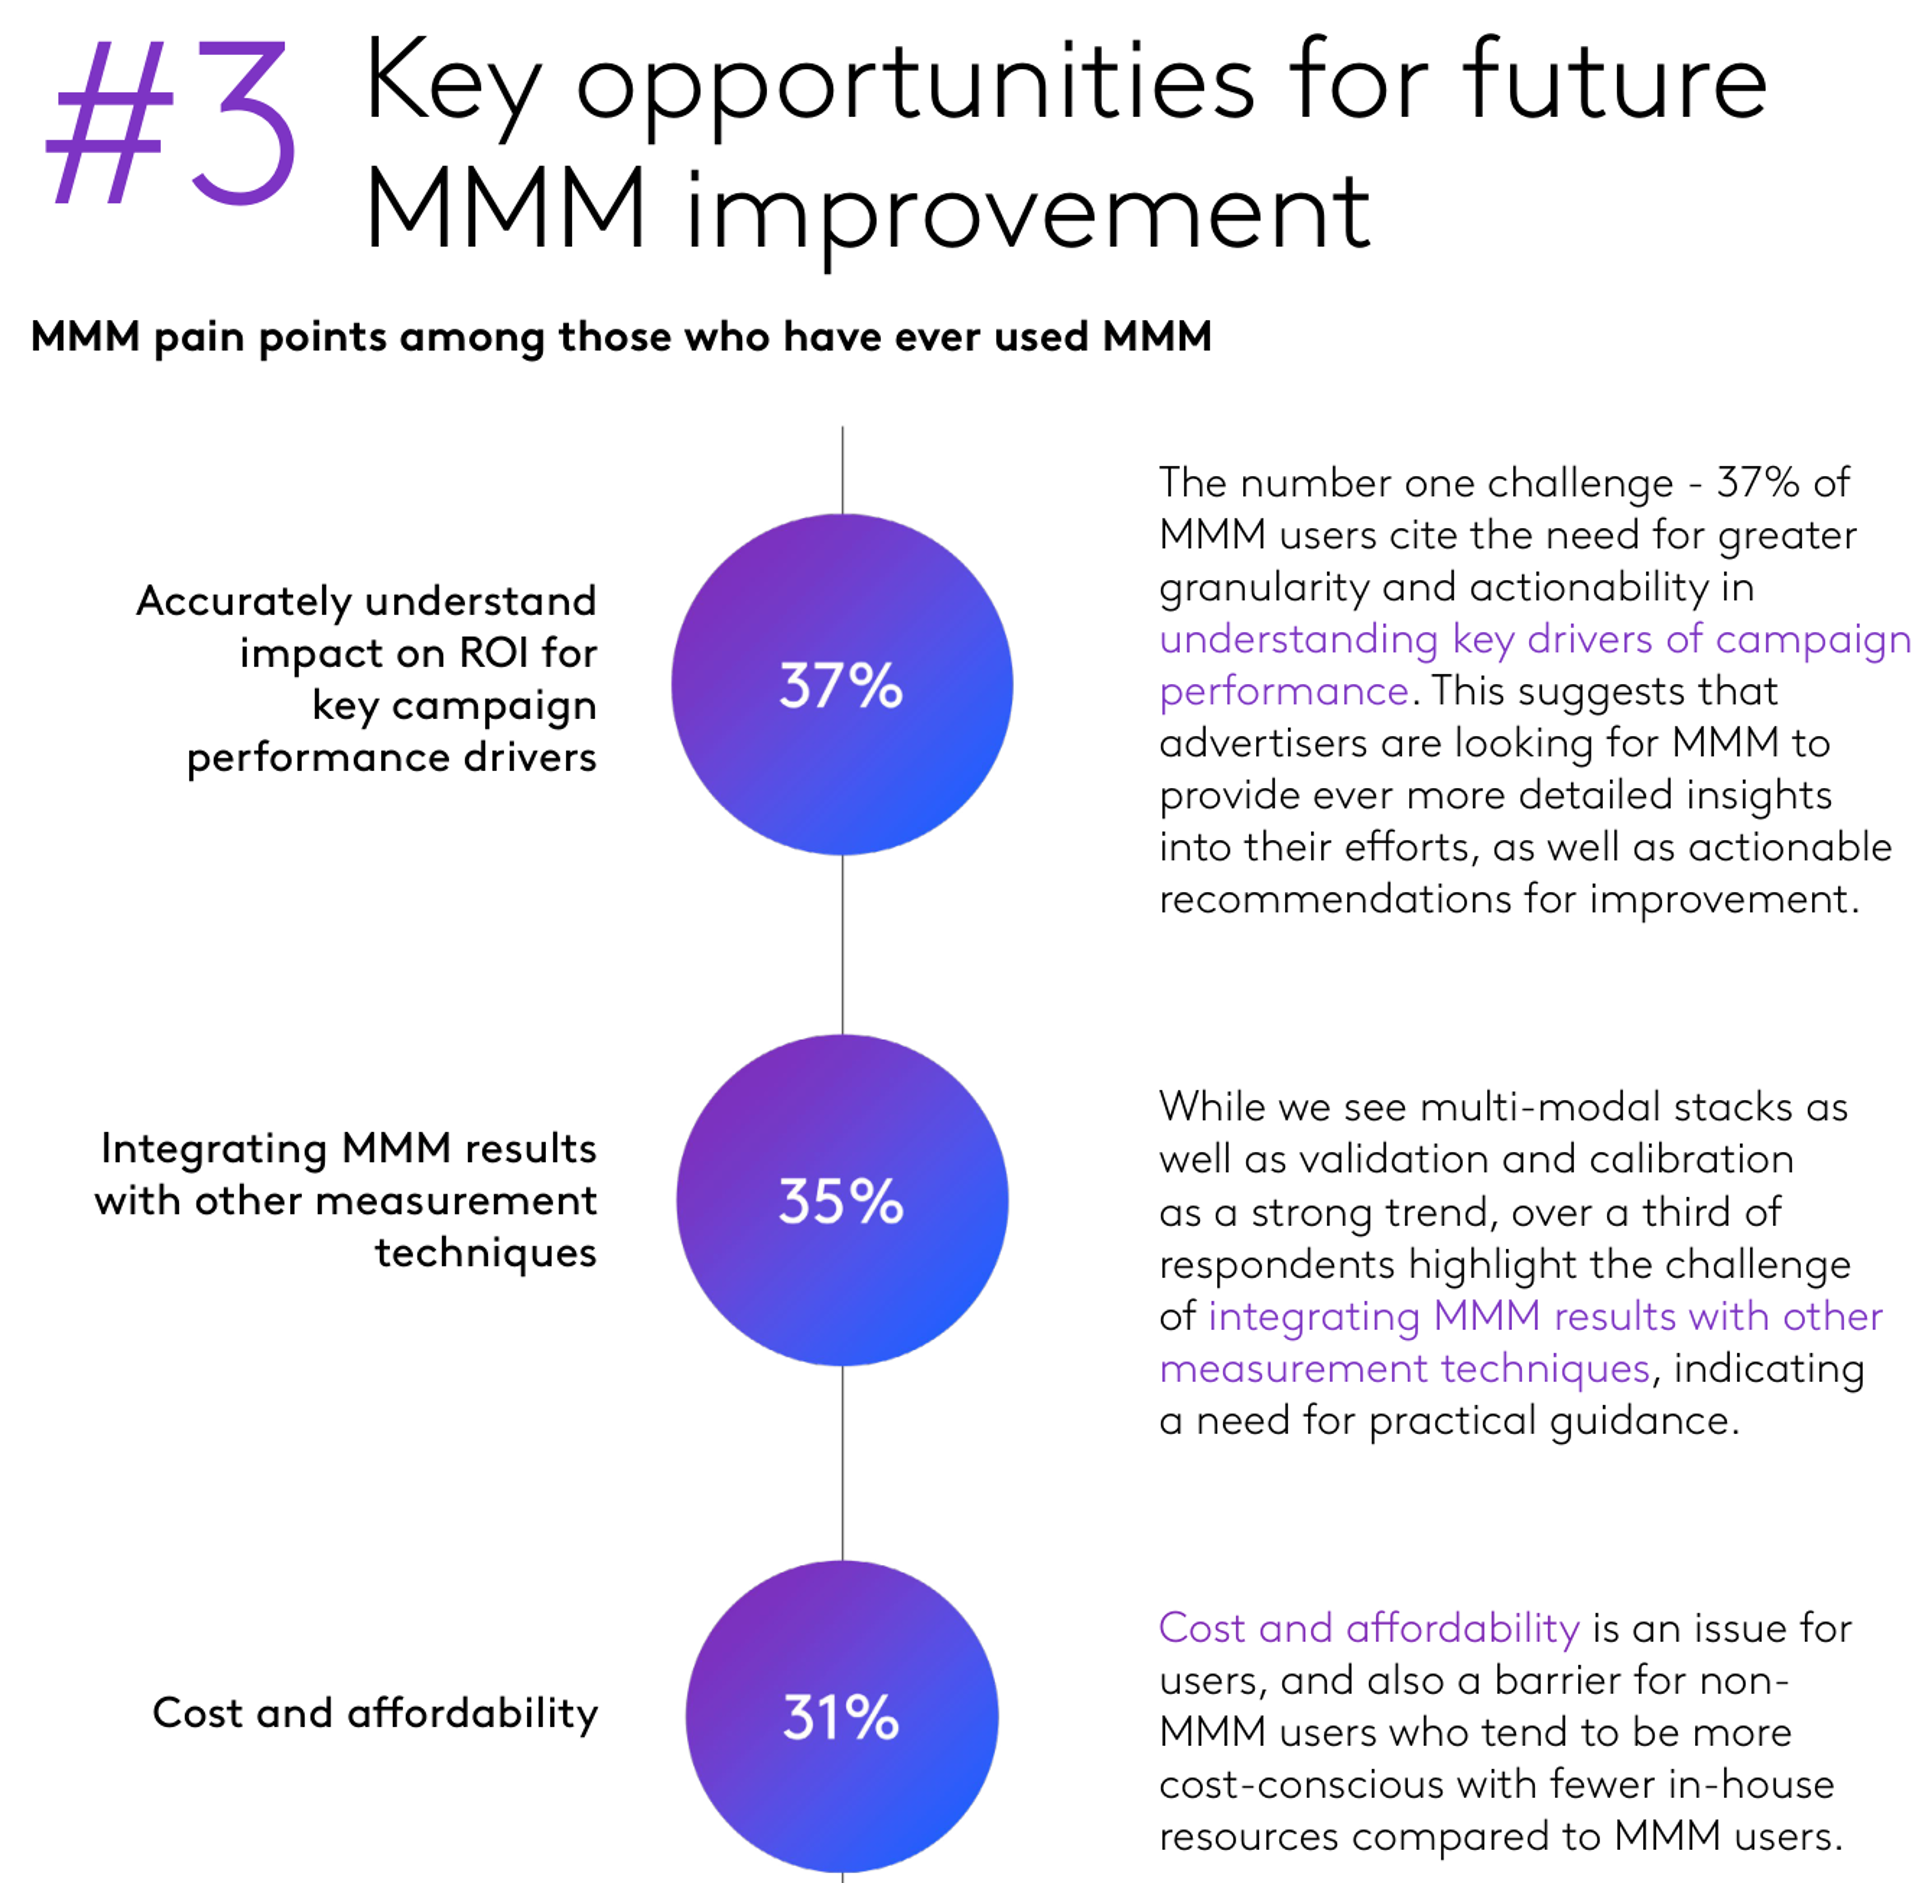 #3 Key opportunities for future
MMM improvement
MMM pain points among those who have ever used MMM
Accurately understand
impact on ROI for
key campaign
performance drivers
37%
The number one challenge - 37% of
MMM users cite the need for greater
granularity and actionability in
understanding key drivers of campaign
performance. This suggests that
advertisers are looking for MMM to
provide ever more detailed insights
into their efforts, as well as actionable
recommendations for improvement.
Integrating MMM results
with other measurement
techniques
35%
While we see multi-modal stacks as
well as validation and calibration
as a strong trend, over a third of
respondents highlight the challenge
of integrating MMM results with other
measurement techniques, indicating
a need for practical guidance.
Cost and affordability
31%
Cost and affordability is an issue for
users, and also a barrier for non-
MMM users who tend to be more
cost-conscious with fewer in-house
resources compared to MMM users.